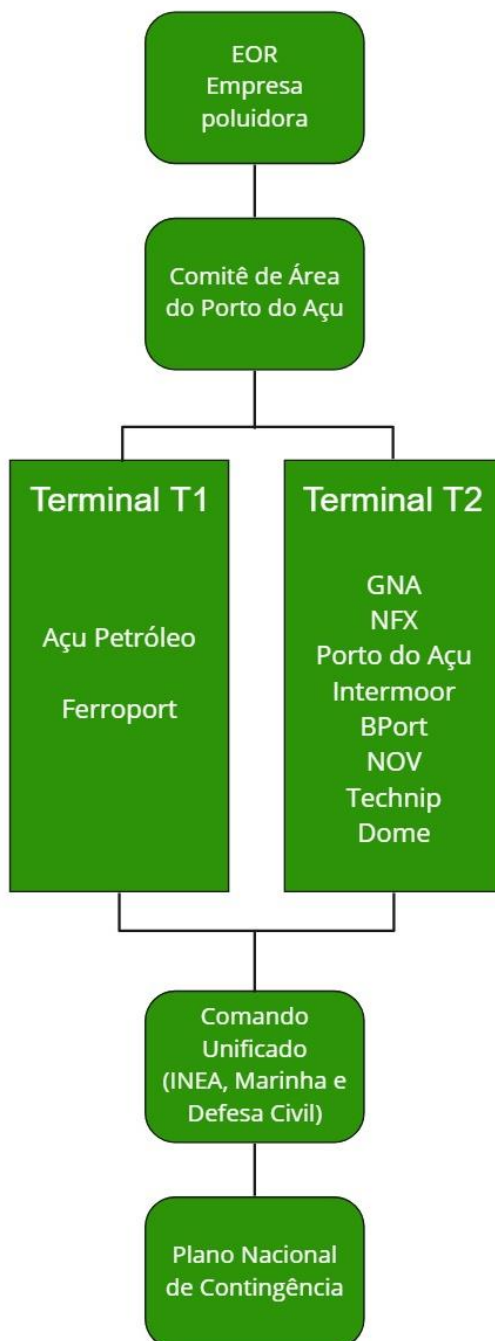 EOR
Empresa
poluidora
Comitê de Área
do Porto do Açu
Terminal T1
Açu Petróleo
Ferroport
Terminal T2
GNA
NFX
Porto do Açu
Intermoor
BPort
NOV
Technip
Dome
Comando
Unificado
(INEA, Marinha e
Defesa Civil)
Plano Nacional
de Contingência